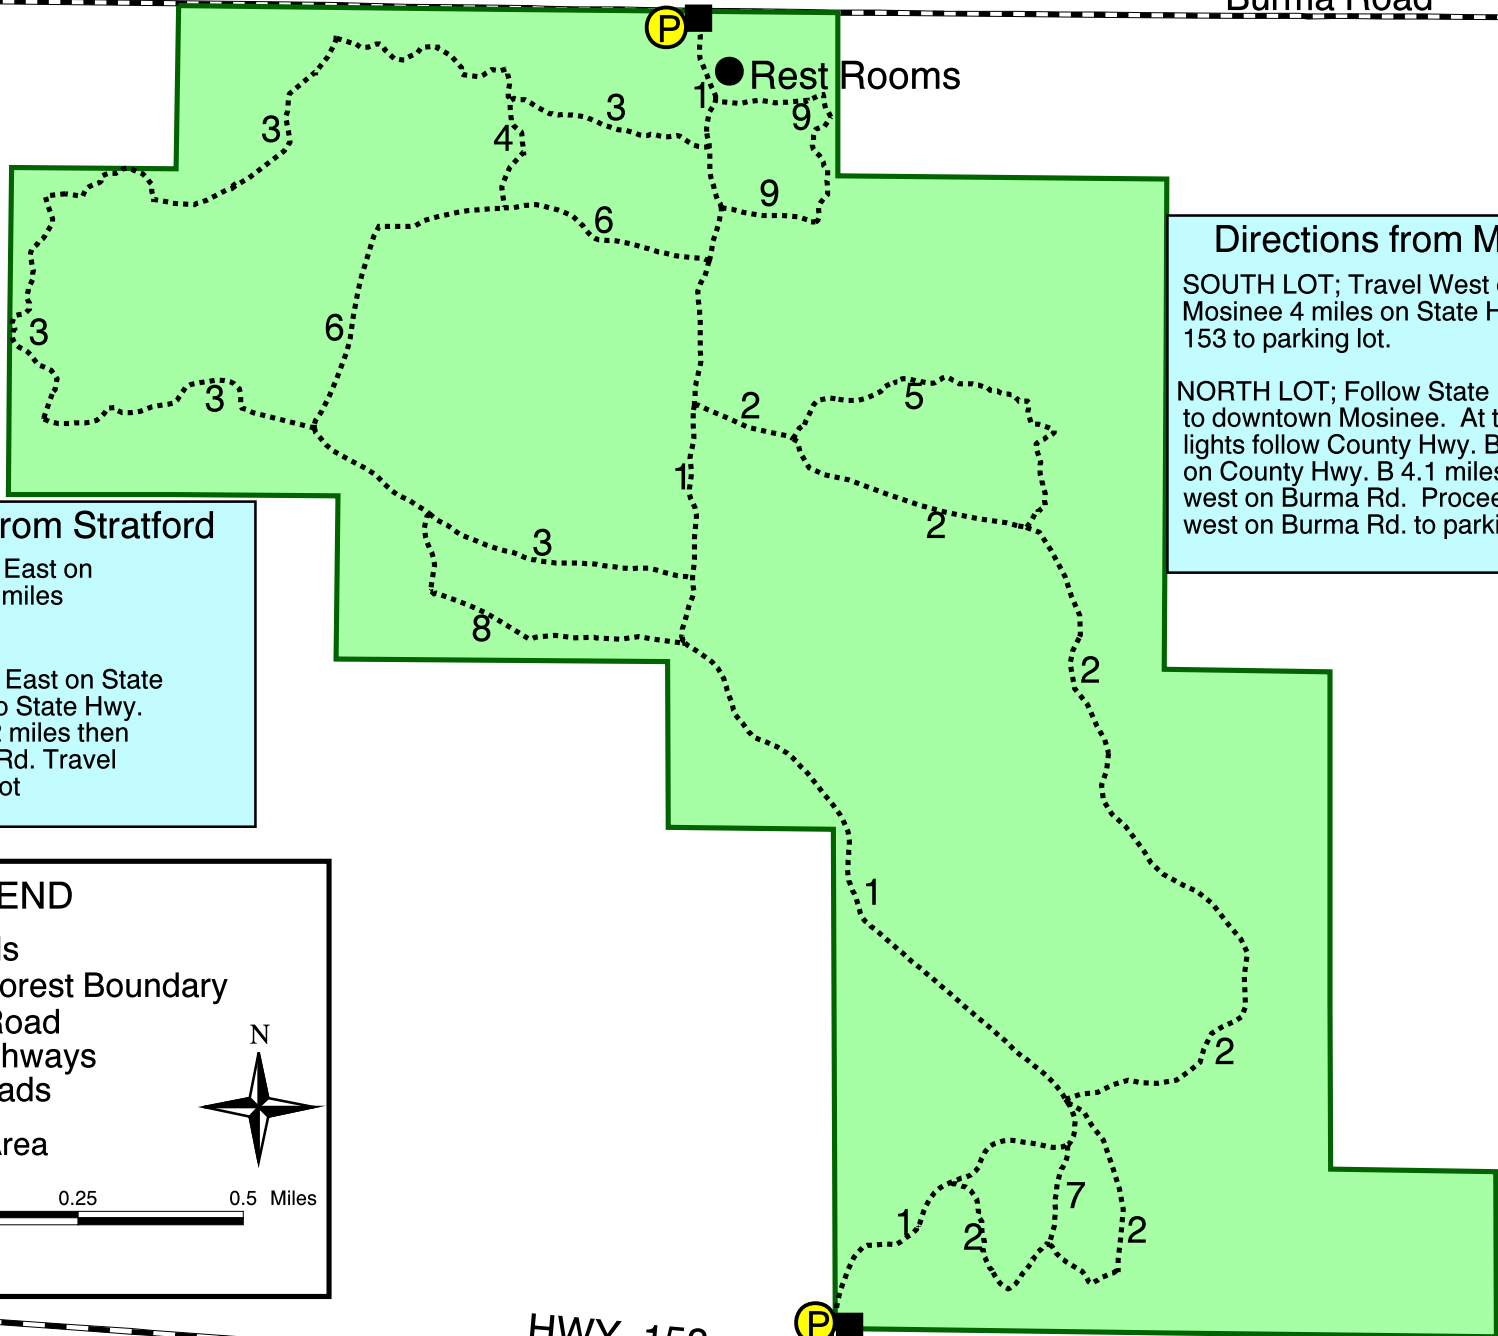 Burma Road
P
Rest Rooms
1
3
9
3
4
9
6
3
6
3
2
5
1
2
3
8
2
1
2
7
1
2
2
P
HWY 153
Directions from M
SOUTH LOT; Travel West
Mosinee 4 miles on State H
153 to parking lot.
NORTH LOT; Follow State
to downtown Mosinee. At t
lights follow County Hwy. B
on County Hwy. B 4.1 miles
west on Burma Rd. Procee
west on Burma Rd. to parki
rom Stratford
East on
miles
East on State
o State Hwy.
2 miles then
Rd. Travel
ot
END
ls
orest Boundary
Road
hways
ads
N
Area
0.25 0.5 Miles